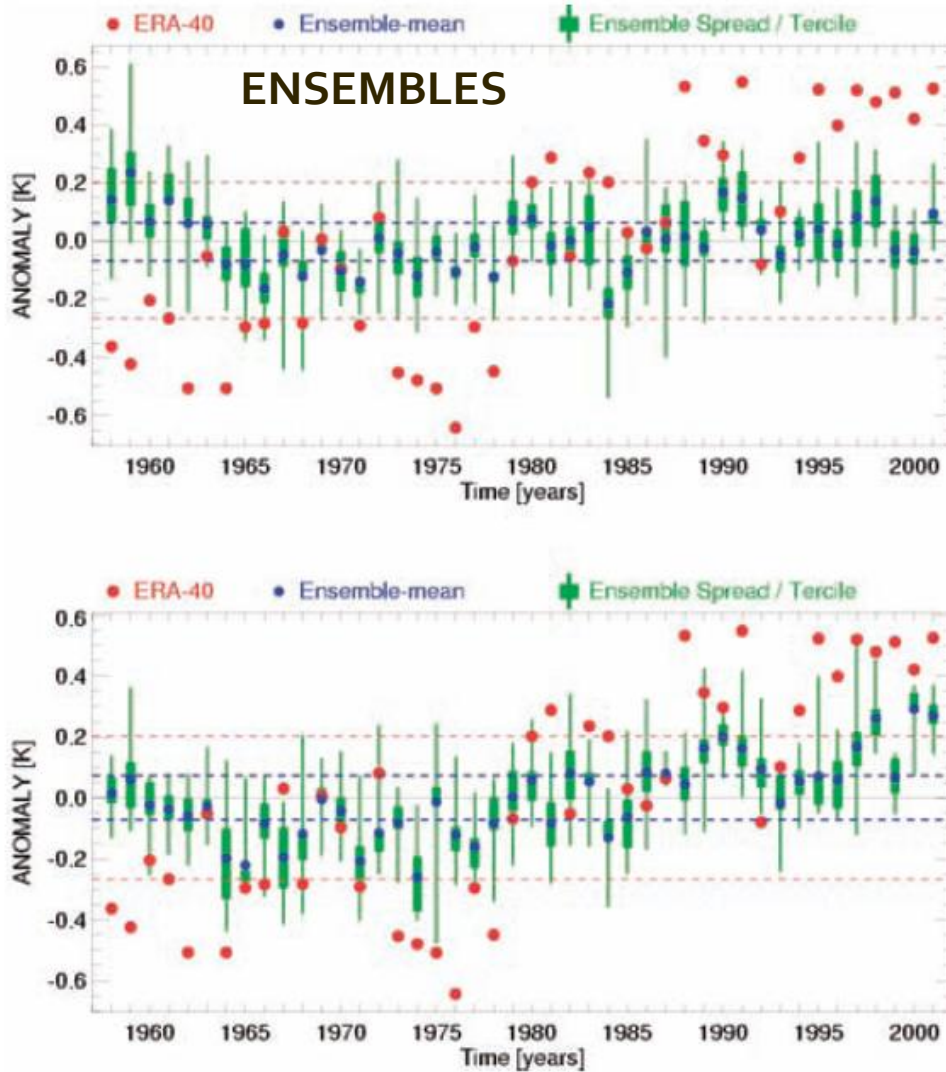 ERA-40 Ensemble-mean Ensemble Spread / Tercile
ENSEMBLES
0.6
0.4
0.2
0.0
-0.2
-0.4
-0.6
ANOMALY [K]
1960 1965 1970 1975 1980 1985 1990 1995 2000
Time [years]
ERA-40 Ensemble-mean Ensemble Spread / Tercile
0.6
0.4
0.2
0.0
-0.2
-0.4
-0.6
ANOMALY [K]
1960 1965 1970 1975 1980 1985 1990 1995 2000
Time [years]